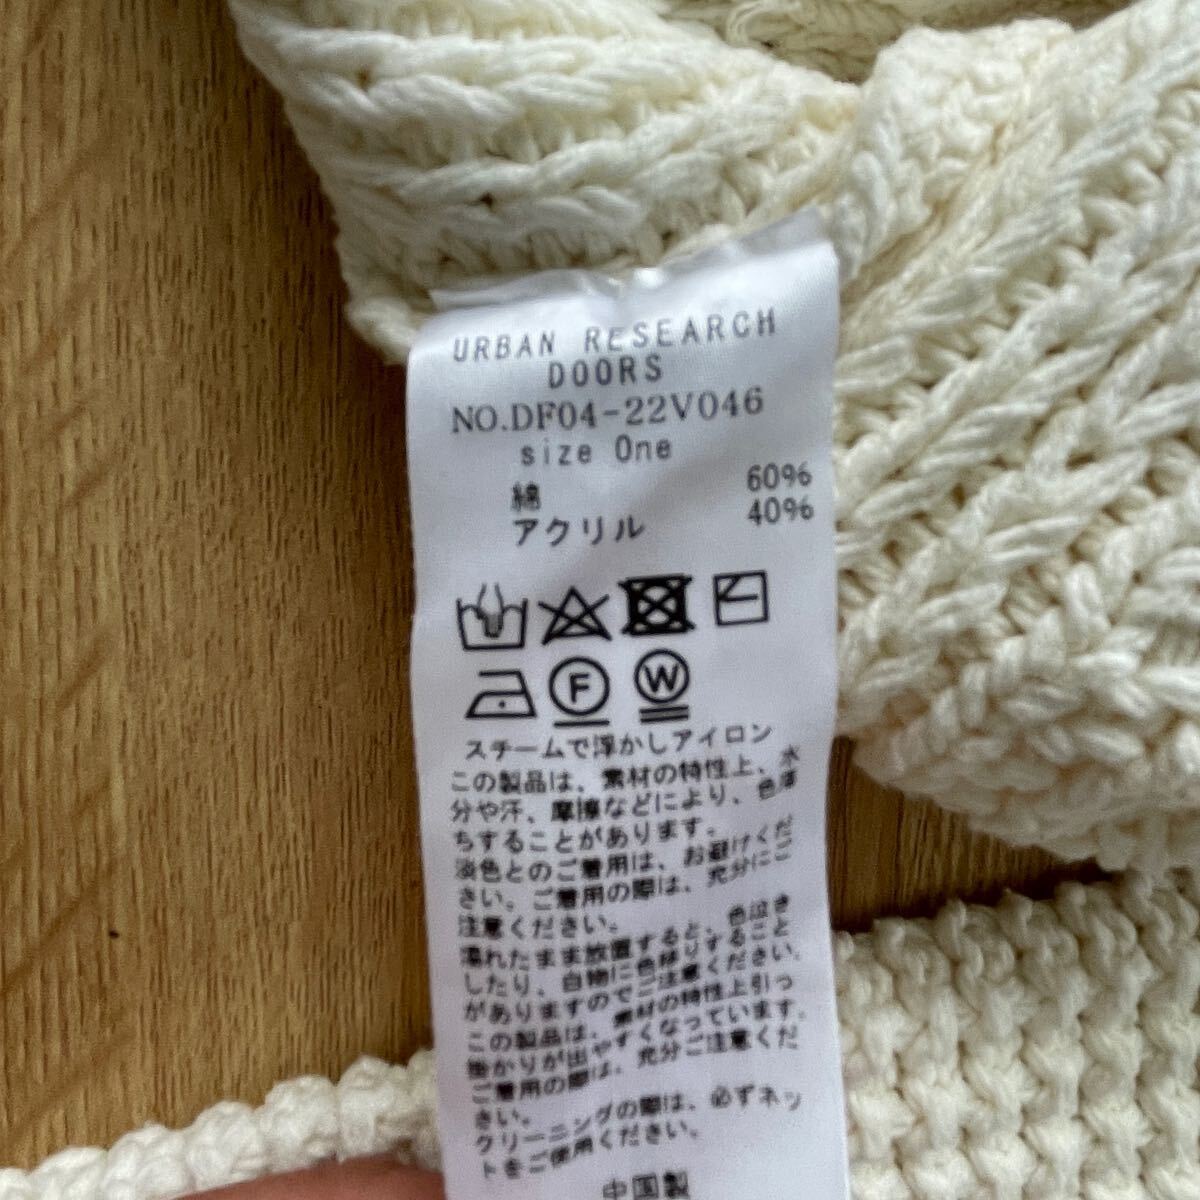 URBAN RESEARCH
DOORS
NO.DF04-22V046
size One
綿 60%
アクリル 40%
F W
スチームで浮かしアイロン
この製品は、素材の特性上、水
分や汗、摩擦などにより、色落
ちすることがあります。
淡色とのご着用は、お避けくだ
さい。ご着用の際は、充分にご
注意ください。
濡れたまま放置すると、色泣き
したり、白物に色移りすること
がありますのでご注意ください。
この製品は、素材の特性上引っ
掛かりが出やすくなっています。
ご着用の際は、充分ご注意くだ
さい。
クリーニングの際は、必ずネッ
トをご使用ください。
中国製